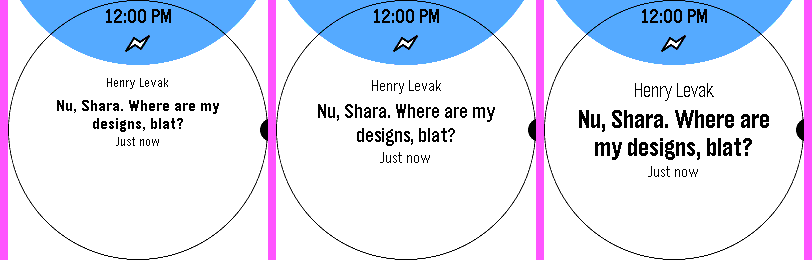 12:00 PM
Henry Levak
Nu, Shara. Where are my
designs, blat?
Just now
12:00 PM
Henry Levak
Nu, Shara. Where are my
designs, blat?
Just now
12:00 PM
Henry Levak
Nu, Shara. Where are
my designs, blat?
Just now